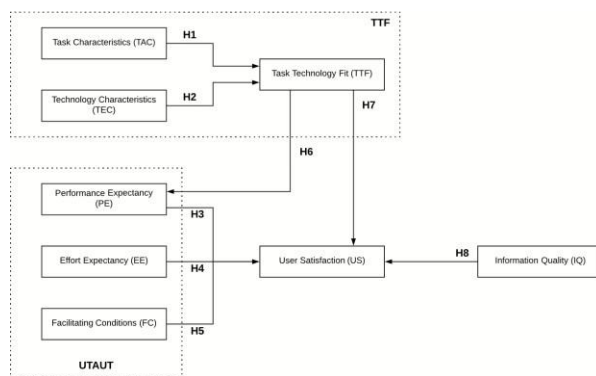 TTF
Task Characteristics (TAC)
H1
Task Technology Fit (TTF)
Technology Characteristics
(TEC)
H2
H7
H6
Performance Expectancy
(PE)
H3
Effort Expectancy (EE)
H4
User Satisfaction (US)
H8
Information Quality (IQ)
Facilitating Conditions (FC)
H5
UTAUT